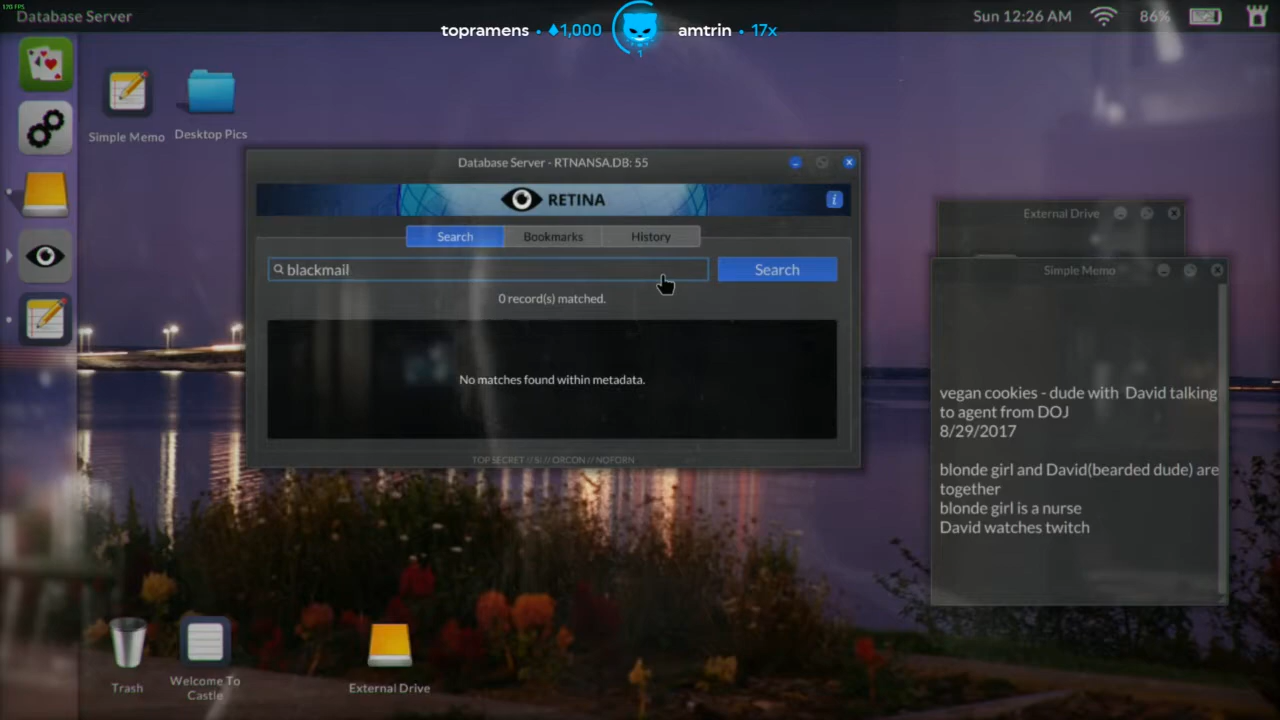 120 FPS
Database Server
topramens • 1,000
1
amtrin • 17x
Sun 12:26 AM
86%
Simple Memo
Desktop Pics
Database Server - RTNANSA.DB: 55
RETINA
i
Search
Bookmarks
History
blackmail
Search
0 record(s) matched.
No matches found within metadata.
TOP SECRET // SI // ORCON // NOFORN
External Drive
Simple Memo
vegan cookies - dude with David talking
to agent from DOJ
8/29/2017
blonde girl and David(bearded dude) are
together
blonde girl is a nurse
David watches twitch
Trash
Welcome To
Castle
External Drive